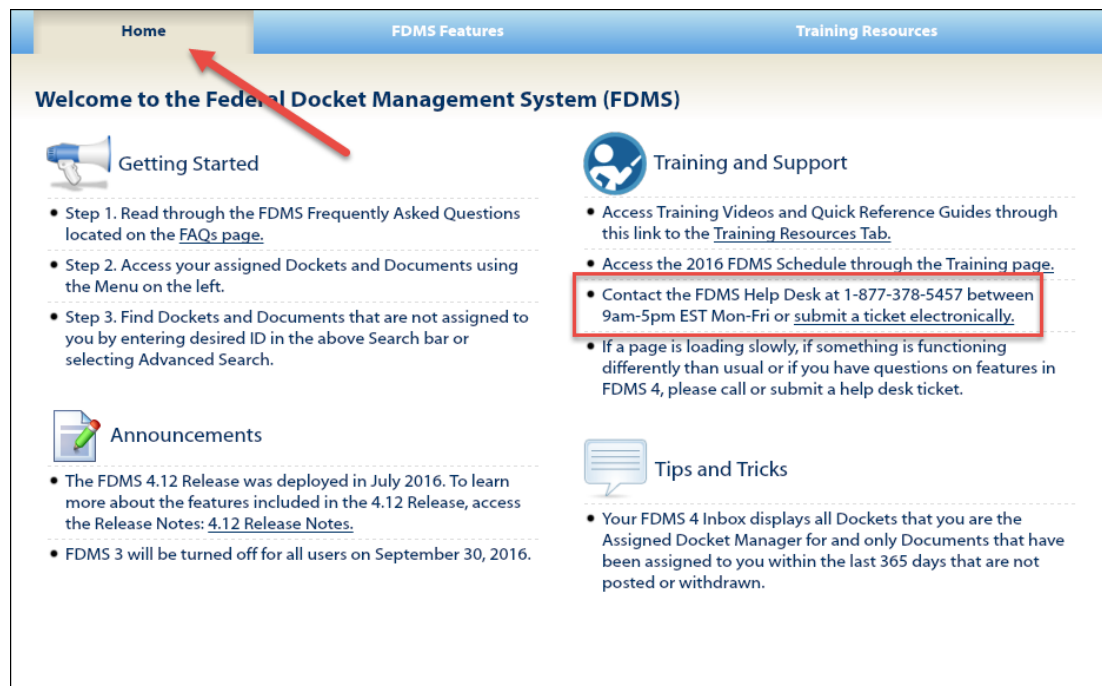 Home
FDMS Features
Training Resources
Welcome to the Federal Docket Management System (FDMS)
Getting Started
• Step 1. Read through the FDMS Frequently Asked Questions
located on the FAQs page.
• Step 2. Access your assigned Dockets and Documents using
the Menu on the left.
• Step 3. Find Dockets and Documents that are not assigned to
you by entering desired ID in the above Search bar or
selecting Advanced Search.
Announcements
• The FDMS 4.12 Release was deployed in July 2016. To learn
more about the features included in the 4.12 Release, access
the Release Notes: 4.12 Release Notes.
• FDMS 3 will be turned off for all users on September 30, 2016.
Training and Support
• Access Training Videos and Quick Reference Guides through
this link to the Training Resources Tab.
• Access the 2016 FDMS Schedule through the Training page.
• Contact the FDMS Help Desk at 1-877-378-5457 between
9am-5pm EST Mon-Fri or submit a ticket electronically.
• If a page is loading slowly, if something is functioning
differently than usual or if you have questions on features in
FDMS 4, please call or submit a help desk ticket.
Tips and Tricks
• Your FDMS 4 Inbox displays all Dockets that you are the
Assigned Docket Manager for and only Documents that have
been assigned to you within the last 365 days that are not
posted or withdrawn.